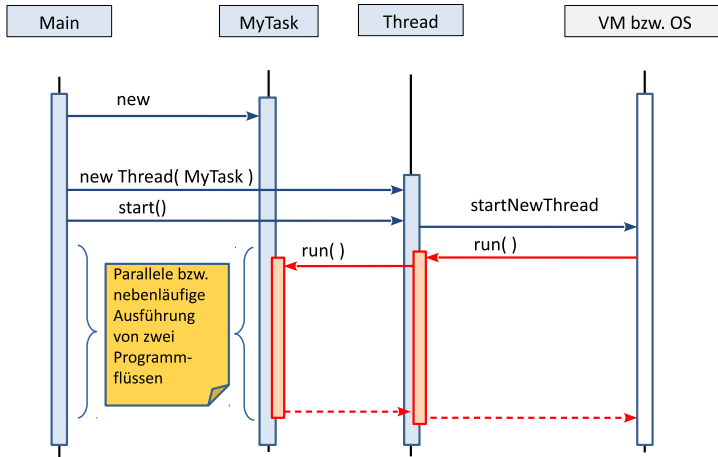 Main
MyTask
Thread
VM bzw. OS
new
new Thread( MyTask )
start()
startNewThread
run( )
run( )
Parallele bzw.
nebenläufige
Ausführung
von zwei
Programm-
flüssen